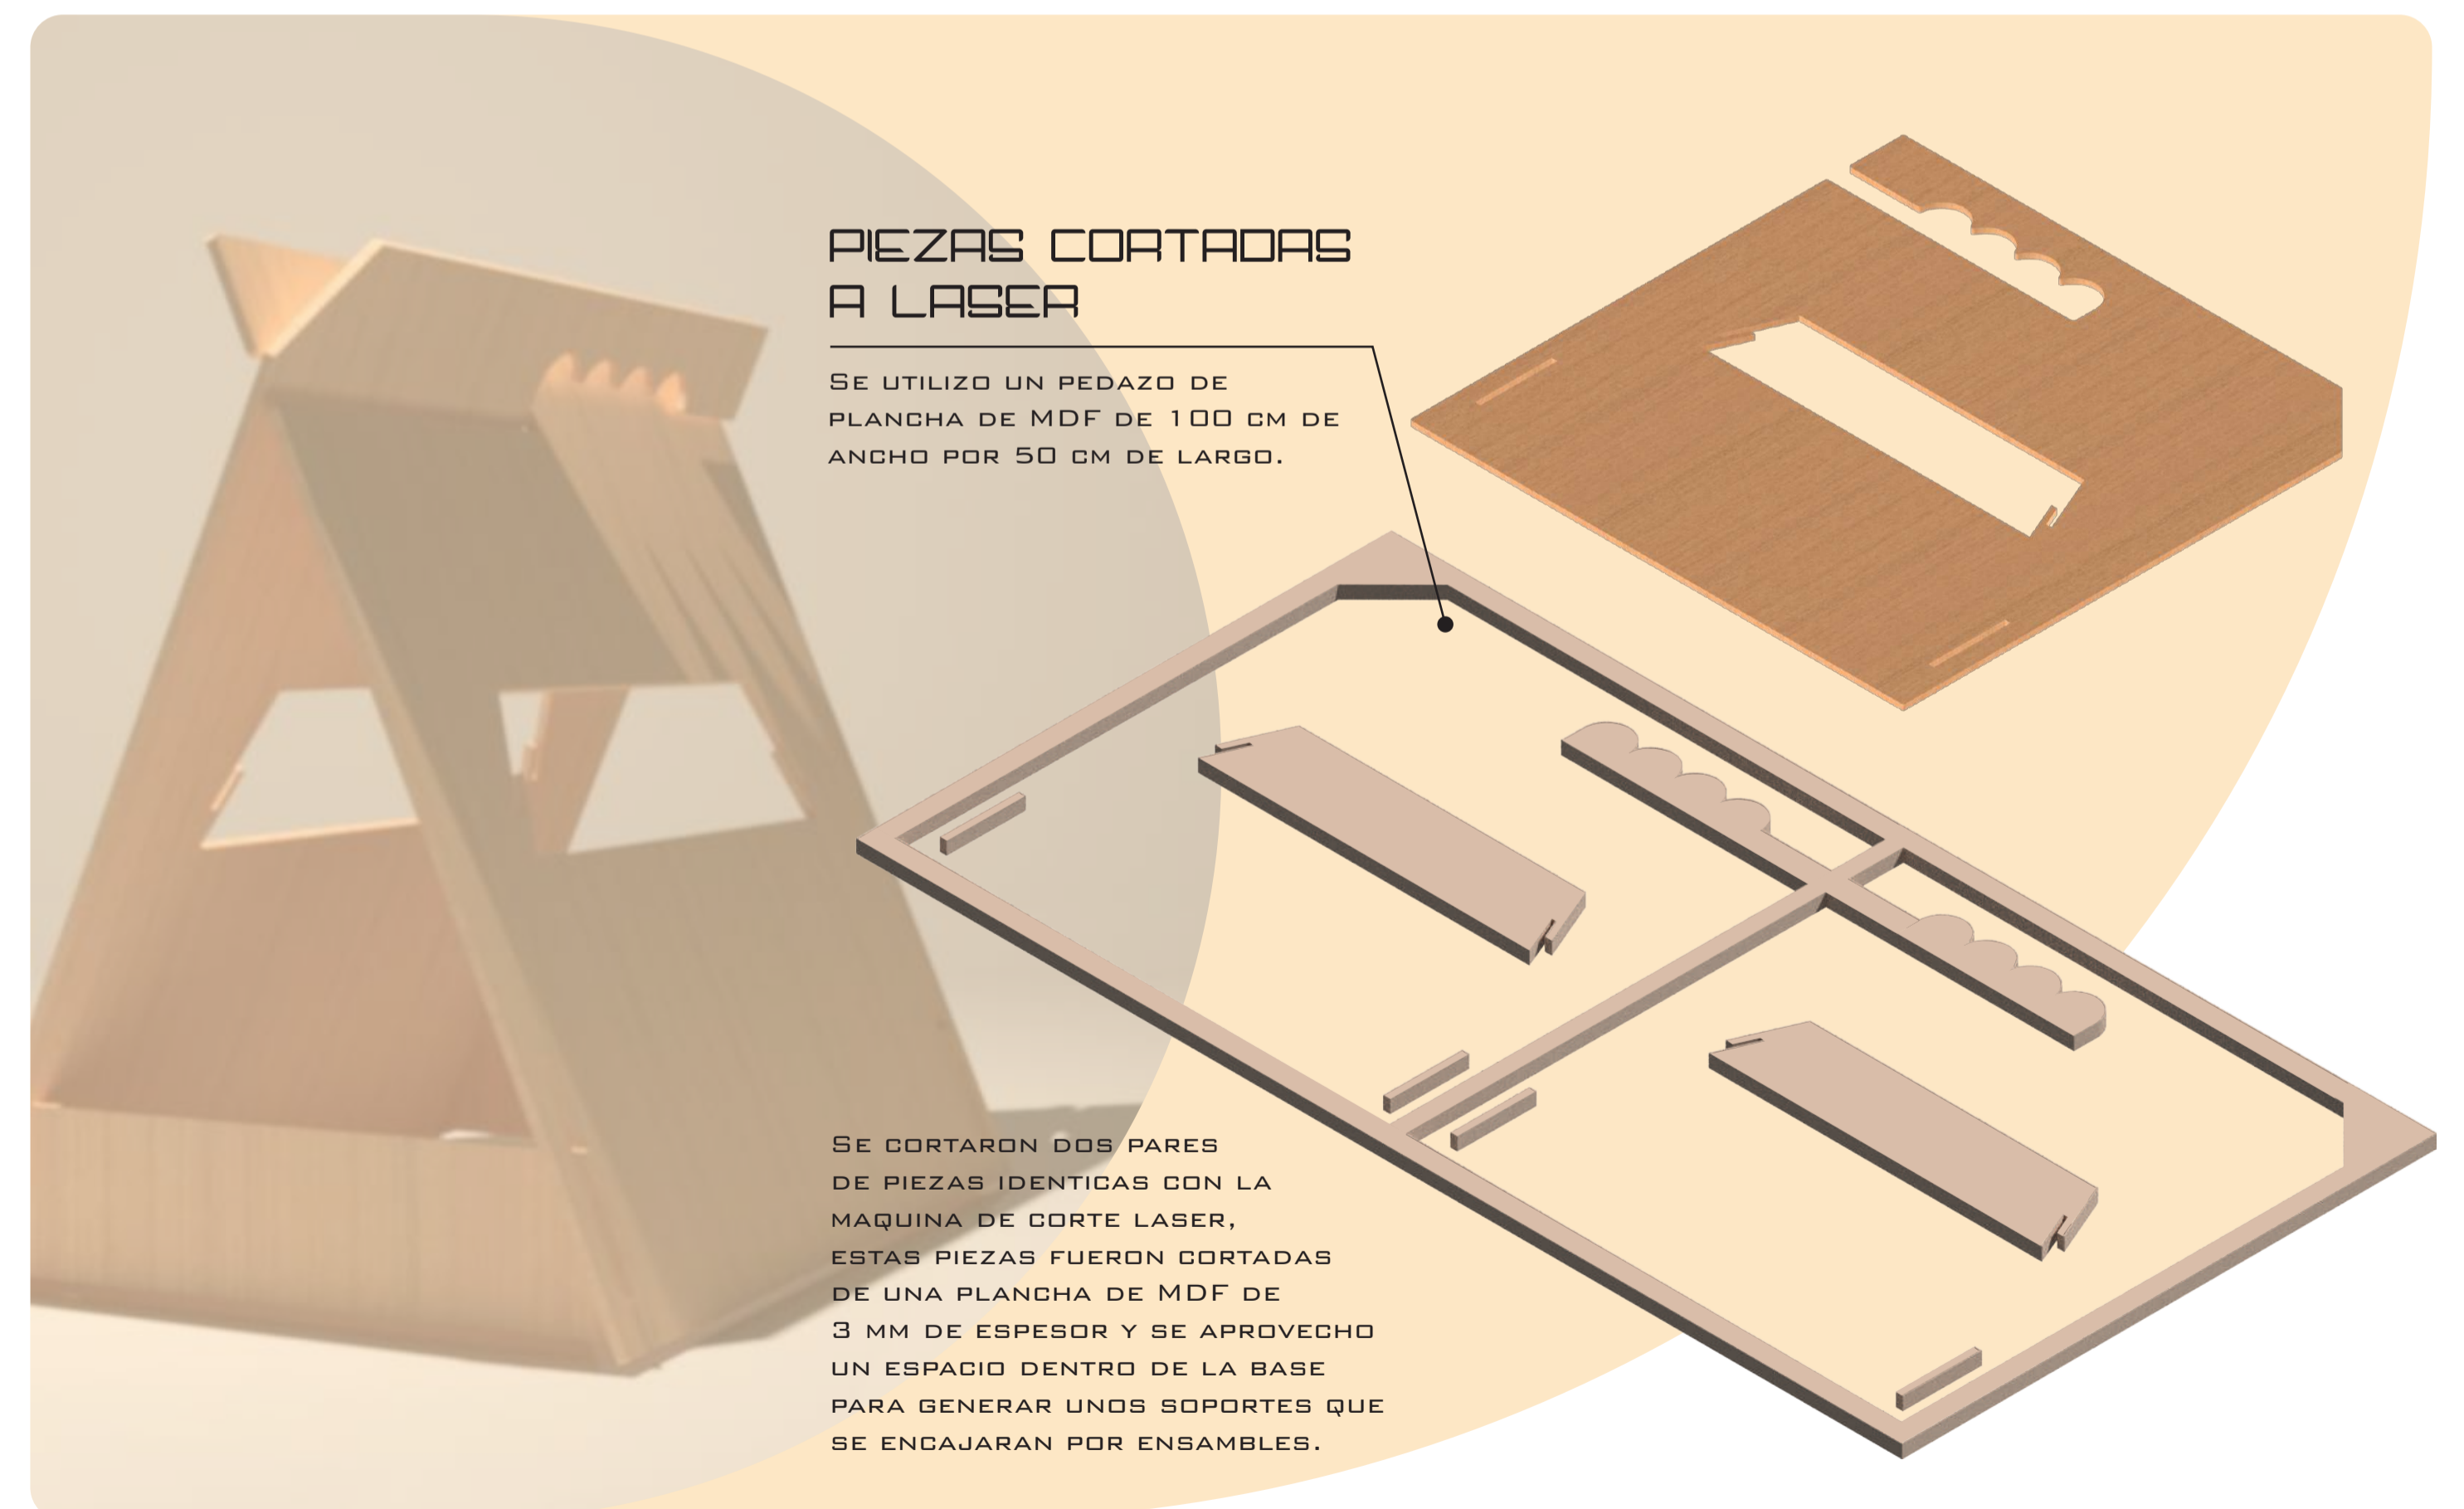 PIEZAS CORTADAS
A LASER
SE UTILIZO UN PEDAZO DE
PLANCHA DE MDF DE 100 CM DE
ANCHO POR 50 CM DE LARGO.
SE CORTARON DOS PARES
DE PIEZAS IDENTICAS CON LA
MAQUINA DE CORTE LASER,
ESTAS PIEZAS FUERON CORTADAS
DE UNA PLANCHA DE MDF DE
3 MM DE ESPESOR Y SE APROVECHO
UN ESPACIO DENTRO DE LA BASE
PARA GENERAR UNOS SOPORTES QUE
SE ENCAJARAN POR ENSAMBLES.